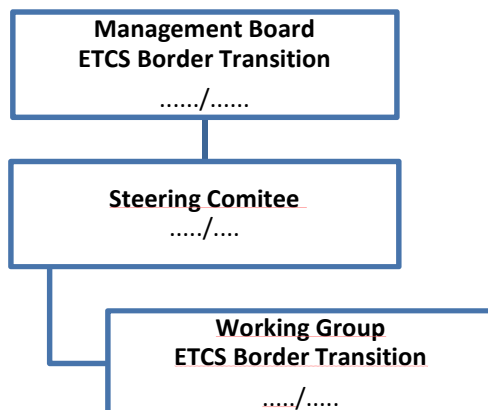 Management Board
ETCS Border Transition
....../......
Steering Comitee
...../....
Working Group
ETCS Border Transition
...../.....